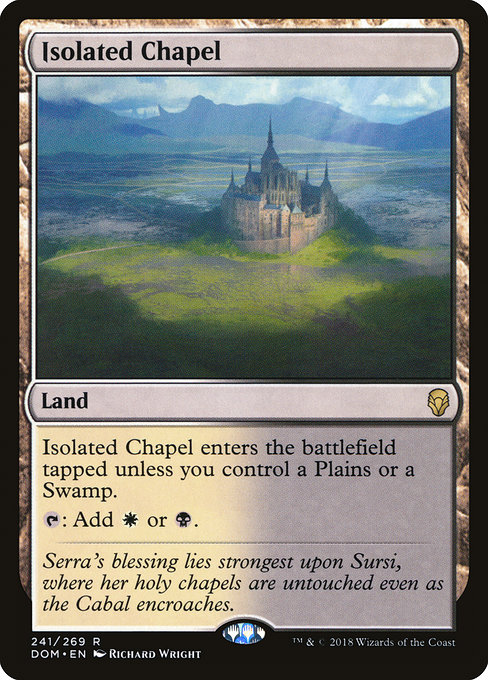 Isolated Chapel
Land
Isolated Chapel enters the battlefield
tapped unless you control a Plains or a
Swamp.
: Add or .
Serra's blessing lies strongest upon Sursi,
where her holy chapels are untouched even as
the Cabal encroaches.
241/269 R
DOM • EN Richard Wright
™ & © 2018 Wizards of the Coast